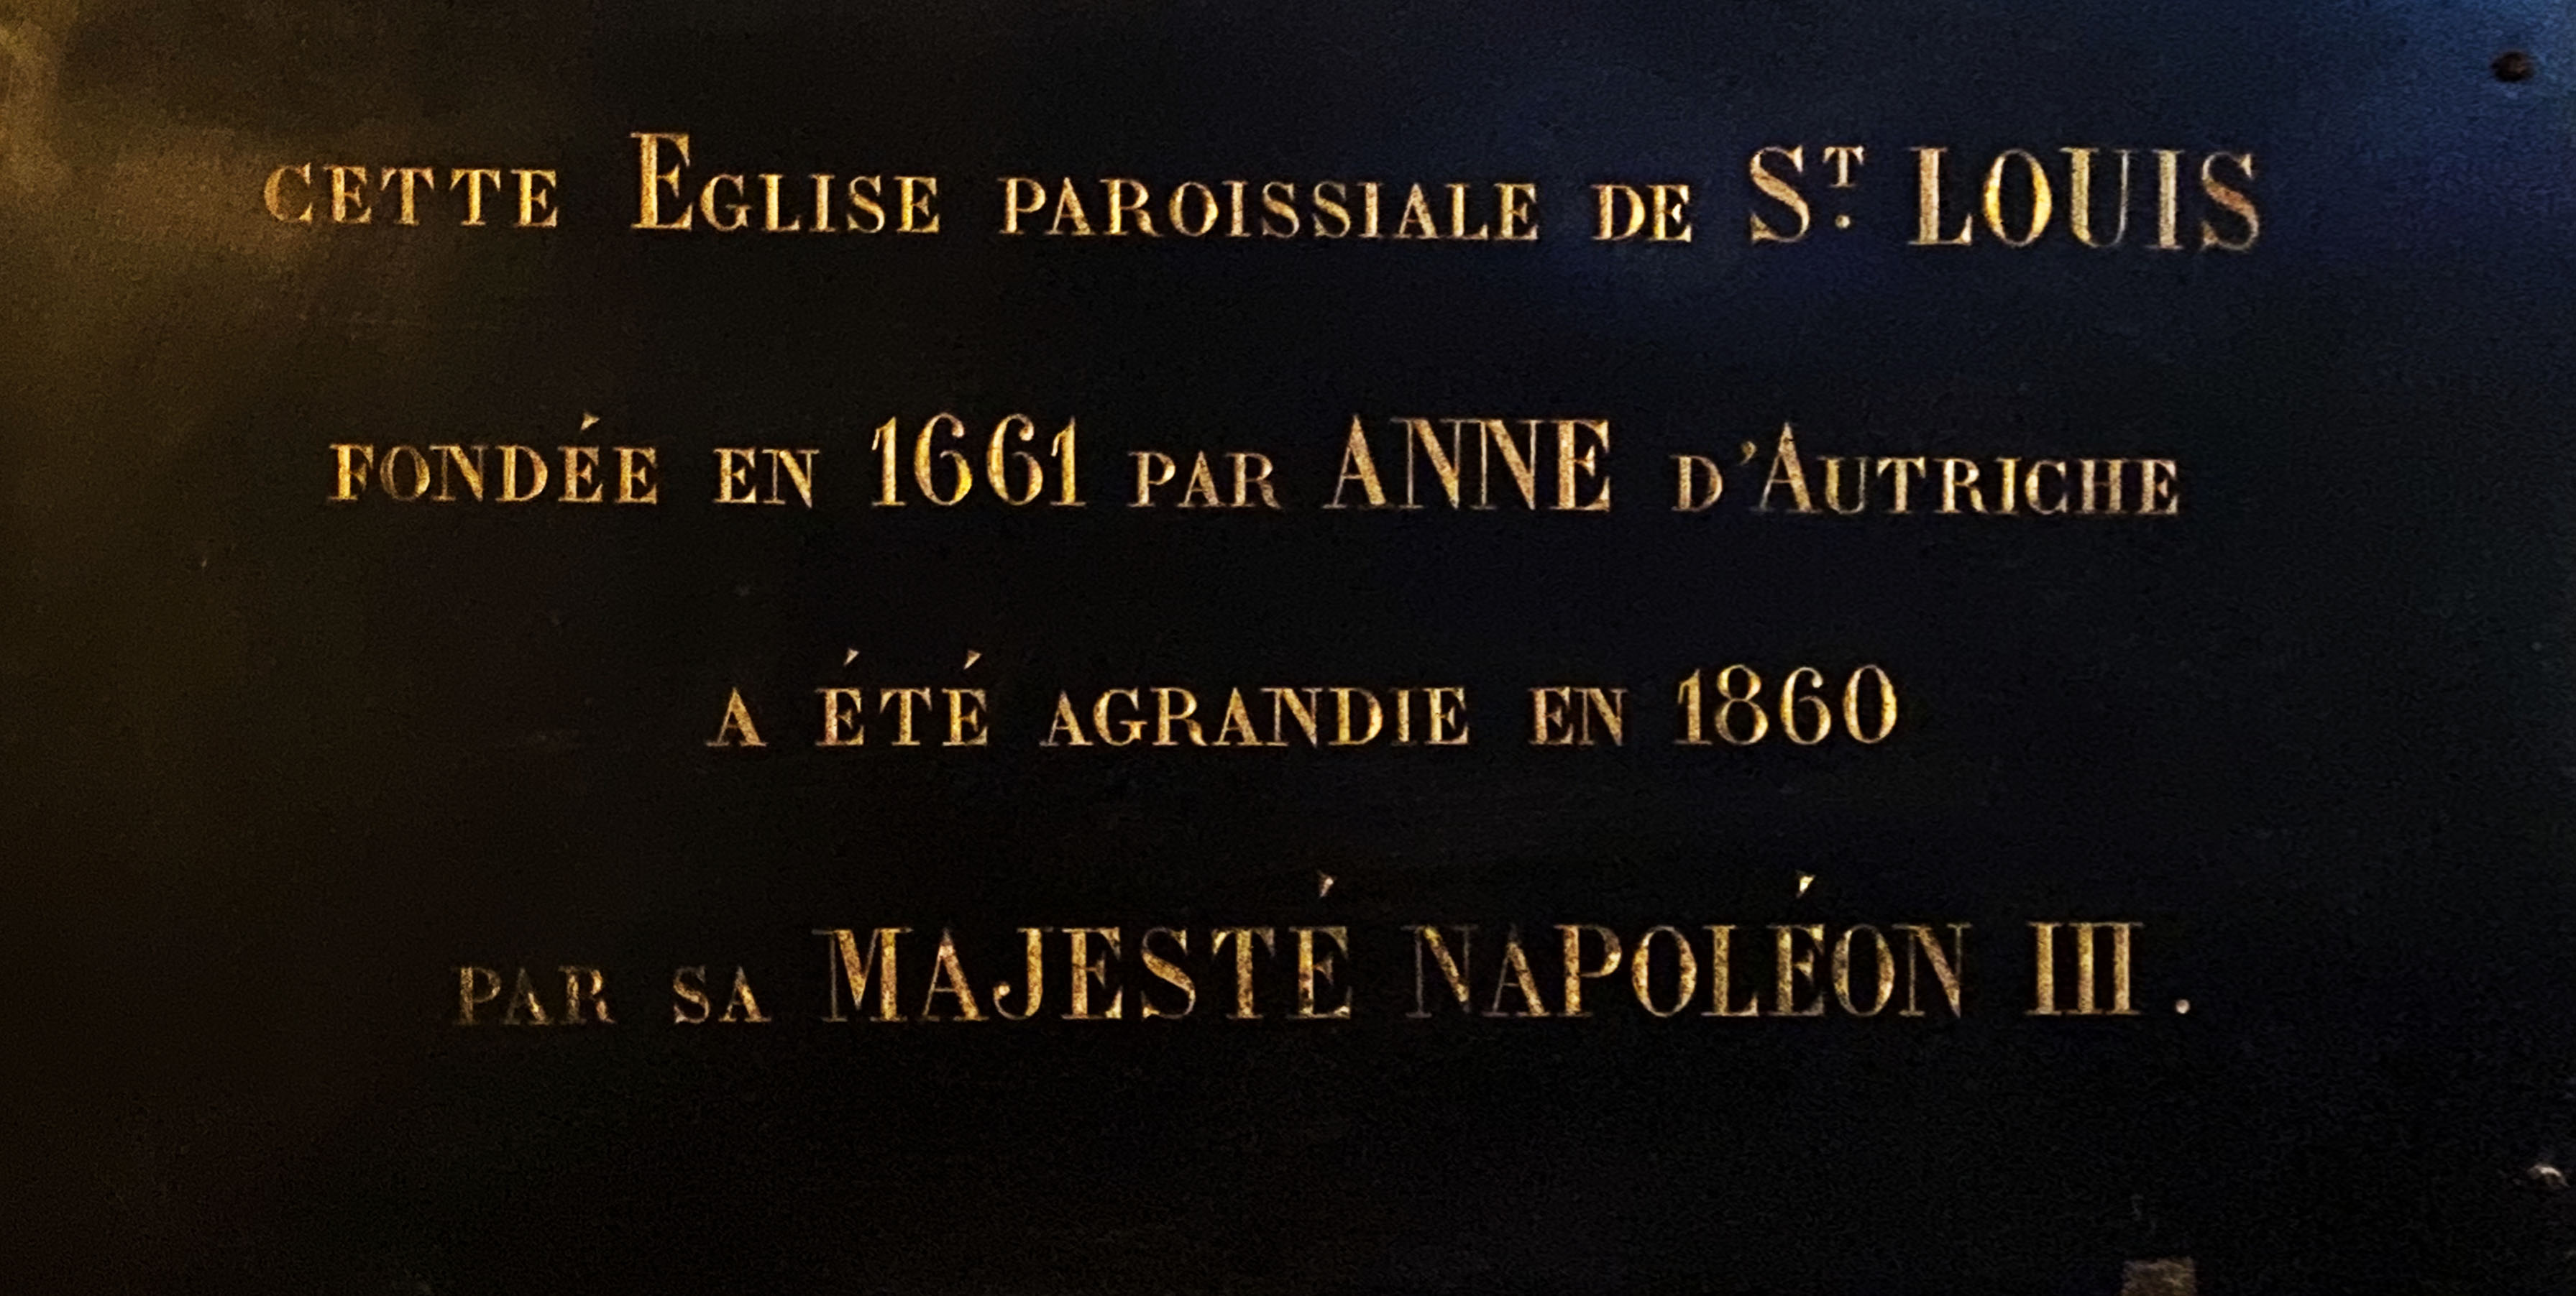 CETTE EGLISE PAROISSIALE DE ST. LOUIS
FONDÉE EN 1661 PAR ANNE D'AUTRICHE
A ÉTÉ AGRANDIE EN 1860
PAR SA MAJESTÉ NAPOLÉON III.